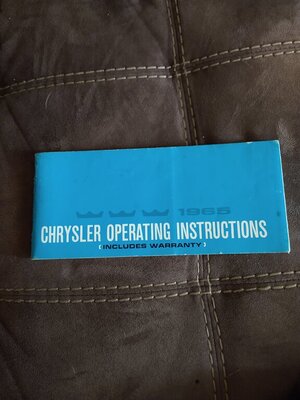 1965
CHRYSLER OPERATING INSTRUCTIONS
(INCLUDES WARRANTY)